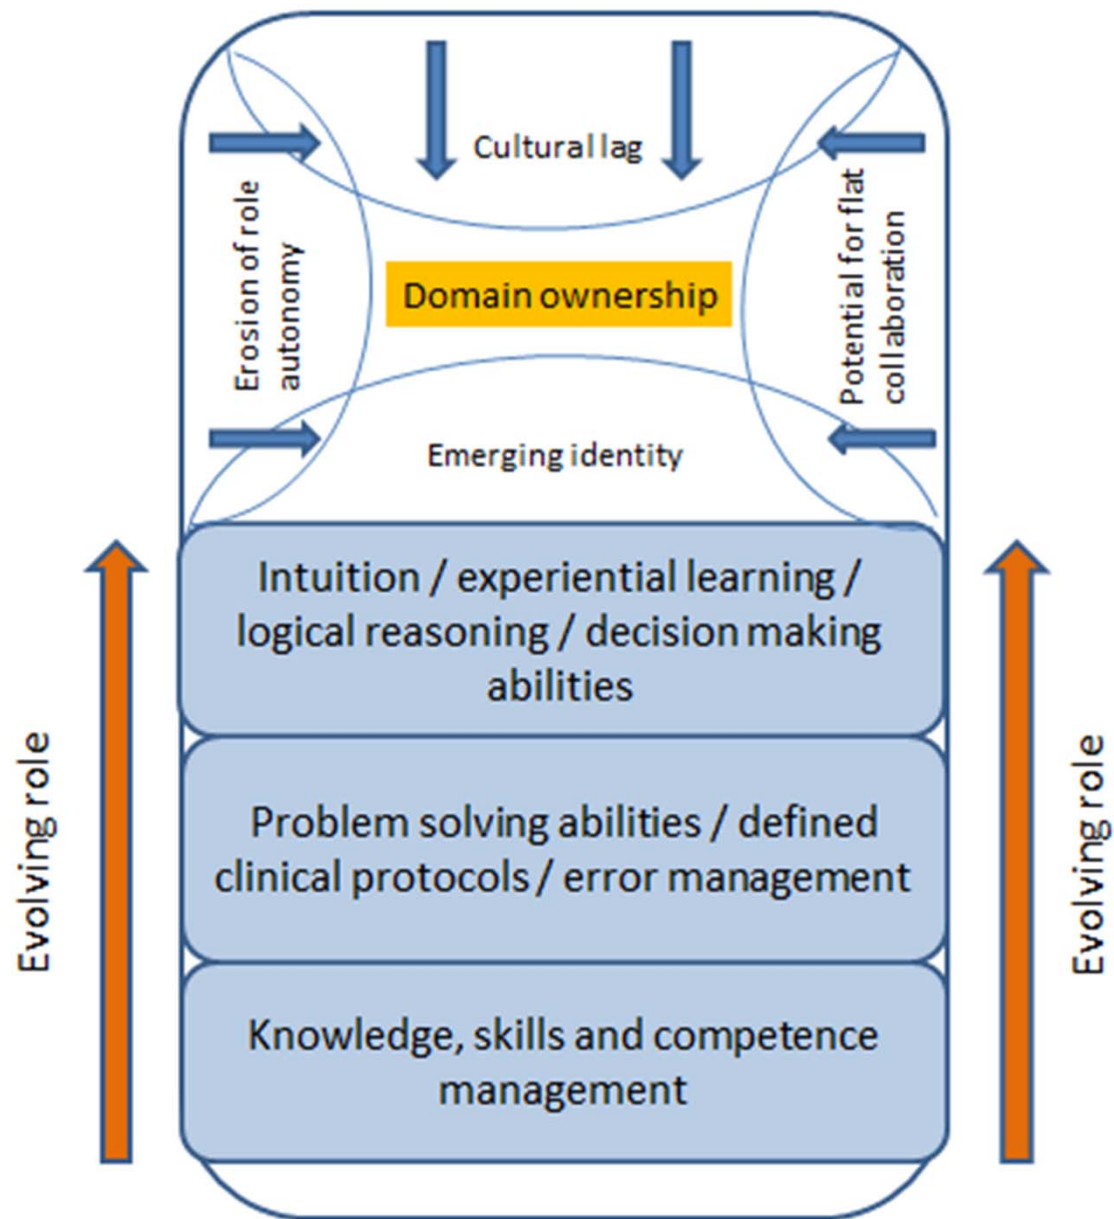 Cultural lag
Erosion of role
autonomy
Domain ownership
Potential for flat
collaboration
Emerging identity
Intuition / experiential learning /
logical reasoning / decision making
abilities
Evolving role
Problem solving abilities / defined
clinical protocols / error management
Evolving role
Knowledge, skills and competence
management